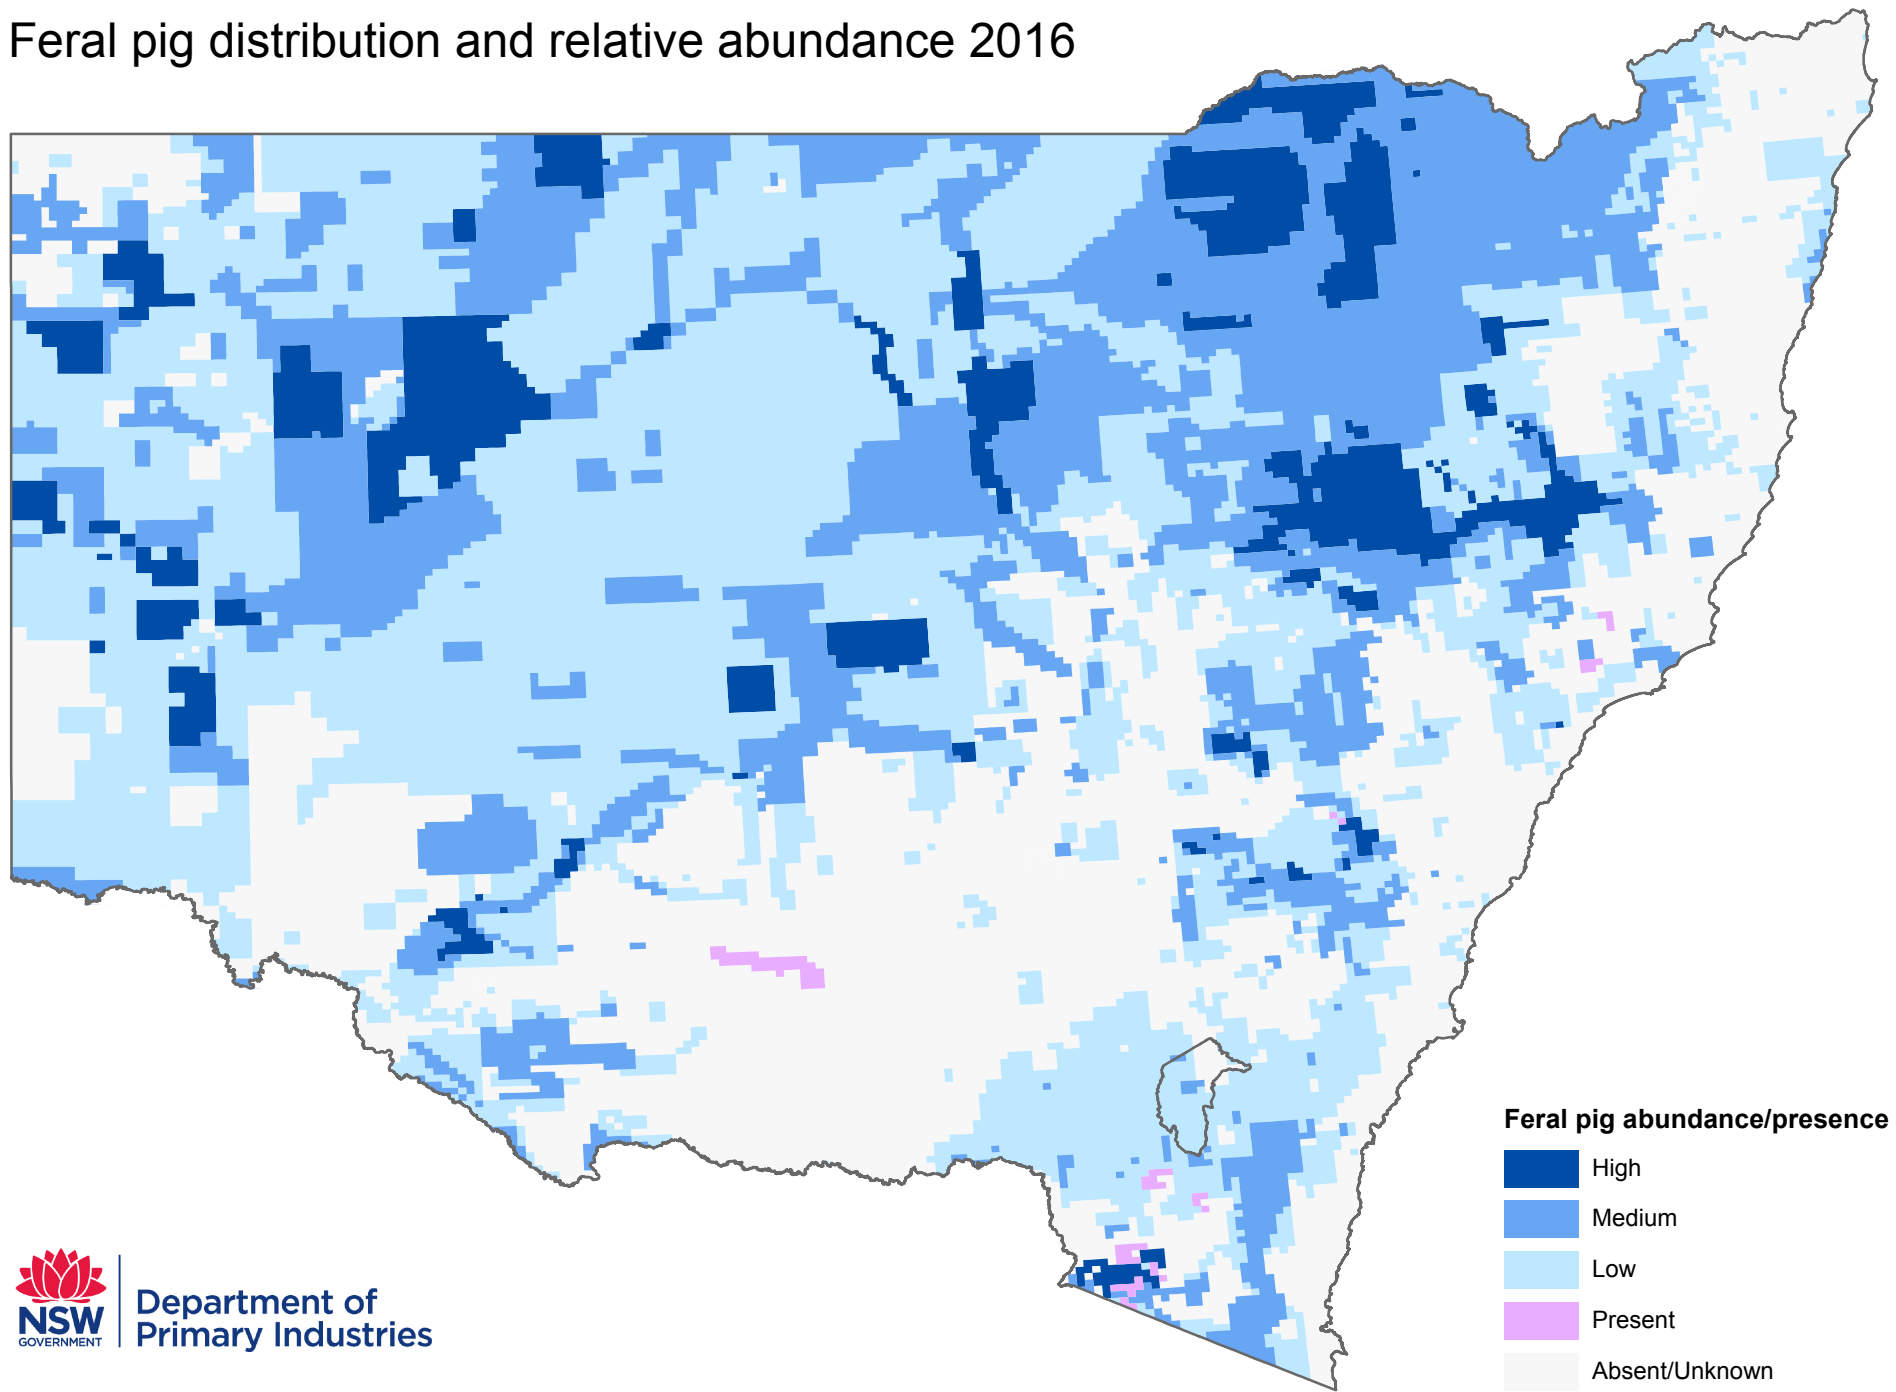 Feral pig distribution and relative abundance 2016
Feral pig abundance/presence
High
Medium
Low
Present
Absent/Unknown
NSW
GOVERNMENT
Department of
Primary Industries